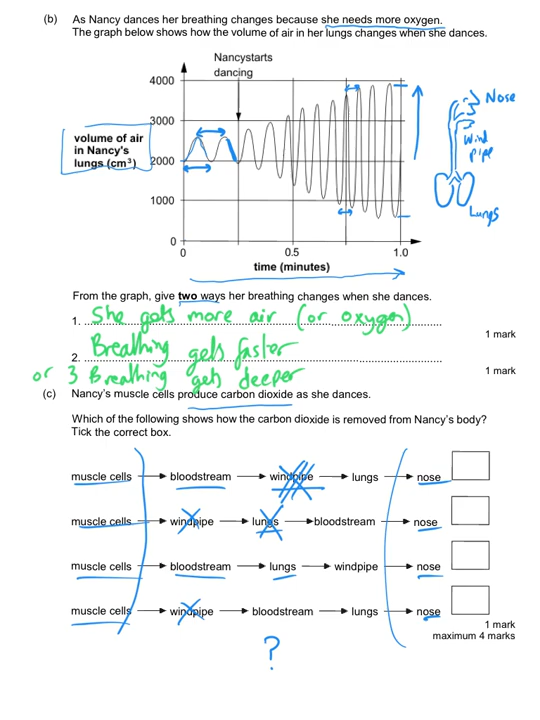 (b) As Nancy dances her breathing changes because she needs more oxygen.
The graph below shows how the volume of air in her lungs changes when she dances.
Nancystarts
dancing
4000
3000
volume of air
in Nancy's
lungs (cm³)
2000
1000
0
0 0.5 1.0
time (minutes)
Nose
Wind
pipe
Lungs
From the graph, give two ways her breathing changes when she dances.
1. She gets more air (or oxygen)
1 mark
2. Breathing gets faster
1 mark
or 3 Breathing gets deeper
(c) Nancy's muscle cells produce carbon dioxide as she dances.
Which of the following shows how the carbon dioxide is removed from Nancy's body?
Tick the correct box.
muscle cells → bloodstream → windpipe → lungs → nose
muscle cells → windpipe → lungs → bloodstream → nose
muscle cells → bloodstream → lungs → windpipe → nose
muscle cells → windpipe → bloodstream → lungs → nose
1 mark
maximum 4 marks
?